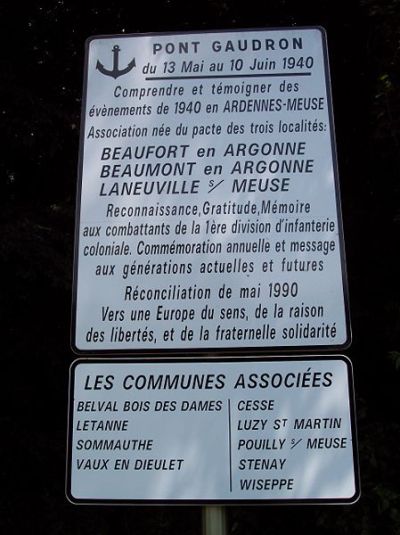 PONT GAUDRON
du 13 Mai au 10 Juin 1940
Comprendre et témoigner des
évènements de 1940 en ARDENNES-MEUSE
Association née du pacte des trois localités:
BEAUFORT en ARGONNE
BEAUMONT en ARGONNE
LANEUVILLE s/ MEUSE
Reconnaissance, Gratitude, Mémoire
aux combattants de la 1ère division d'infanterie
coloniale. Commémoration annuelle et message
aux générations actuelles et futures
Réconciliation de mai 1990
Vers une Europe du sens, de la raison
des libertés, et de la fraternelle solidarité
LES COMMUNES ASSOCIÉES
BELVAL BOIS DES DAMES
LETANNE
SOMMAUTHE
VAUX EN DIEULET
CESSE
LUZY ST MARTIN
POUILLY s/ MEUSE
STENAY
WISEPPE